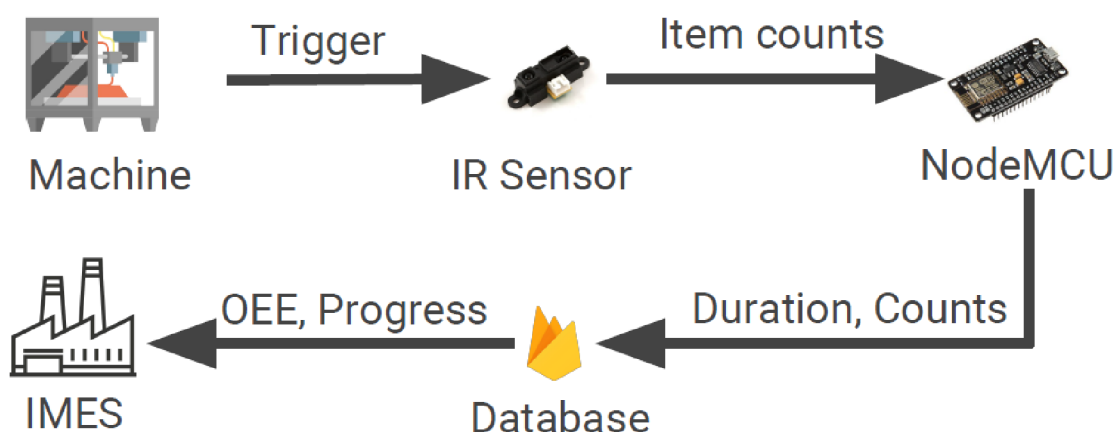 Trigger
Item counts
Machine
IR Sensor
NodeMCU
OEE, Progress
Duration, Counts
IMES
Database